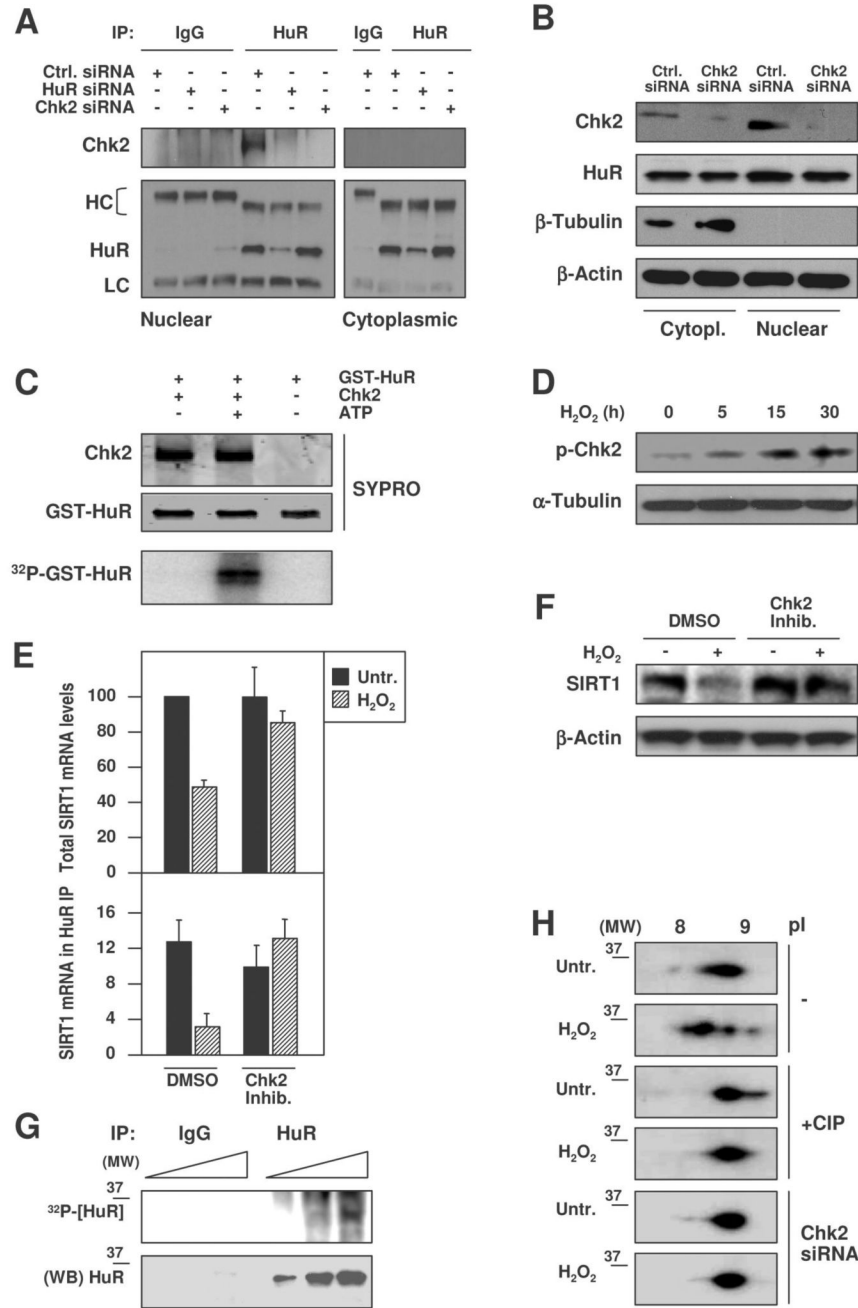 A
IP: IgG HuR IgG HuR
Ctrl. siRNA + - - + - - + + - -
HuR siRNA - + - - + - - - + -
Chk2 siRNA - - + - - + - - - +
Chk2
HC
HuR
LC
Nuclear Cytoplasmic
B
Ctrl. siRNA Chk2 siRNA Ctrl. siRNA Chk2 siRNA
Chk2
HuR
β-Tubulin
β-Actin
Cytopl. Nuclear
C
+ + + GST-HuR
+ + - Chk2
- + - ATP
Chk2
GST-HuR
SYPRO
³²P-GST-HuR
D
H₂O₂ (h) 0 5 15 30
p-Chk2
α-Tubulin
E
Untr.
H₂O₂
Total SIRT1 mRNA levels
100
80
60
40
20
0
SIRT1 mRNA in HuR IP
12
8
4
0
16
DMSO Chk2
Inhib.
F
Chk2
DMSO Inhib.
H₂O₂ - + - +
SIRT1
β-Actin
G
IP: IgG HuR
(MW)
37
³²P-[HuR]
37
(WB) HuR
H
(MW) 8 9 pI
37
Untr.
37
H₂O₂
-
37
Untr.
37
H₂O₂
+CIP
37
Untr.
37
H₂O₂
Chk2
siRNA